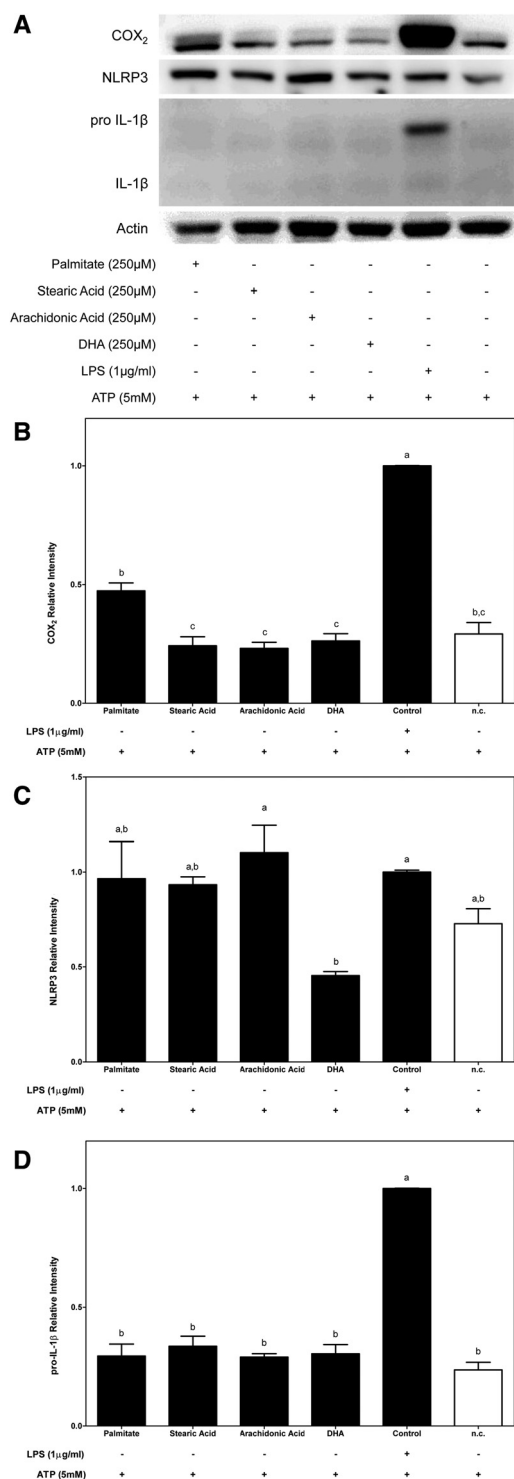 A
COX₂
NLRP3
pro IL-1β
IL-1β
Actin
Palmitate (250µM) + - - - - -
Stearic Acid (250µM) - + - - - -
Arachidonic Acid (250µM) - - + - - -
DHA (250µM) - - - + - -
LPS (1µg/ml) - - - - + -
ATP (5mM) + + + + + +
B
COX₂ Relative Intensity
1.0
0.5
0.0
b c c c a b,c
Palmitate Stearic Acid Arachidonic Acid DHA Control n.c.
LPS (1µg/ml) - - - - + -
ATP (5mM) + + + + + +
C
NLRP3 Relative Intensity
1.5
1.0
0.5
0.0
a,b a,b a b a a,b
Palmitate Stearic Acid Arachidonic Acid DHA Control n.c.
LPS (1µg/ml) - - - - + -
ATP (5mM) + + + + + +
D
pro-IL-1β Relative Intensity
1.0
0.5
0.0
b b b b a b
Palmitate Stearic Acid Arachidonic Acid DHA Control n.c.
LPS (1µg/ml) - - - - + -
ATP (5mM) + + + + + +